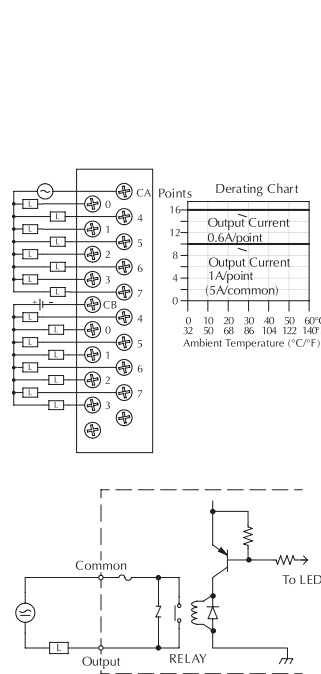 CA
L 0
L 4
L 1
L 5
L 2
L 6
L 3
L 7
+ - CB
L 4
L 0
L 5
L 1
L 6
L 2
L 7
L 3
Points Derating Chart
16
12
8
4
0
Output Current
0.6A/point
Output Current
1A/point
(5A/common)
0 10 20 30 50 60°C
32 50 68 86 104 122 140°F
Ambient Temperature (°C/°F)
Common
To LED
L
Output
RELAY